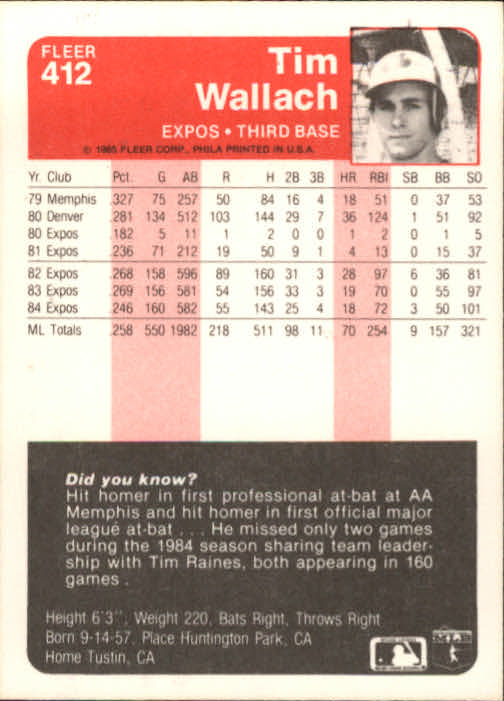 FLEER
412
Tim
Wallach
EXPOS • THIRD BASE
© 1985 FLEER CORP., PHILA PRINTED IN U.S.A.
Yr. Club Pct. G AB R H 2B 3B HR RBI SB BB SO
79 Memphis .327 75 257 50 84 16 4 18 51 0 37 53
80 Denver .281 134 512 103 144 29 7 36 124 1 51 92
80 Expos .182 5 11 1 2 0 0 1 2 0 1 5
81 Expos .236 71 212 19 50 9 1 4 13 0 15 37
82 Expos .268 158 596 89 160 31 3 28 97 6 36 81
83 Expos .269 156 581 54 156 33 3 19 70 0 55 97
84 Expos .246 160 582 55 143 25 4 18 72 3 50 101
ML Totals .258 550 1982 218 511 98 11 70 254 9 157 321
Did you know?
Hit homer in first professional at-bat at AA
Memphis and hit homer in first official major
league at-bat . . . He missed only two games
during the 1984 season sharing team leader-
ship with Tim Raines, both appearing in 160
games .
Height 6'3", Weight 220, Bats Right, Throws Right
Born 9-14-57, Place Huntington Park, CA
Home Tustin, CA